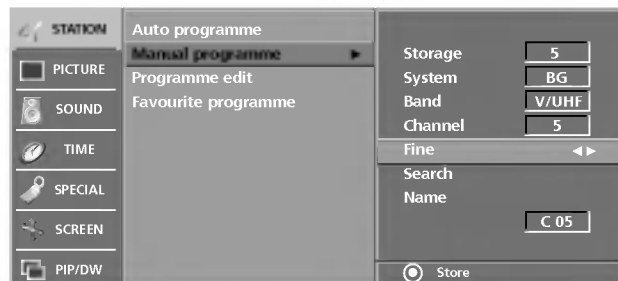 STATION
PICTURE
SOUND
TIME
SPECIAL
SCREEN
PIP/DW
Auto programme
Manual programme
Programme edit
Favourite programme
Storage 5
System BG
Band V/UHF
Channel 5
Fine
Search
Name
C 05
Store